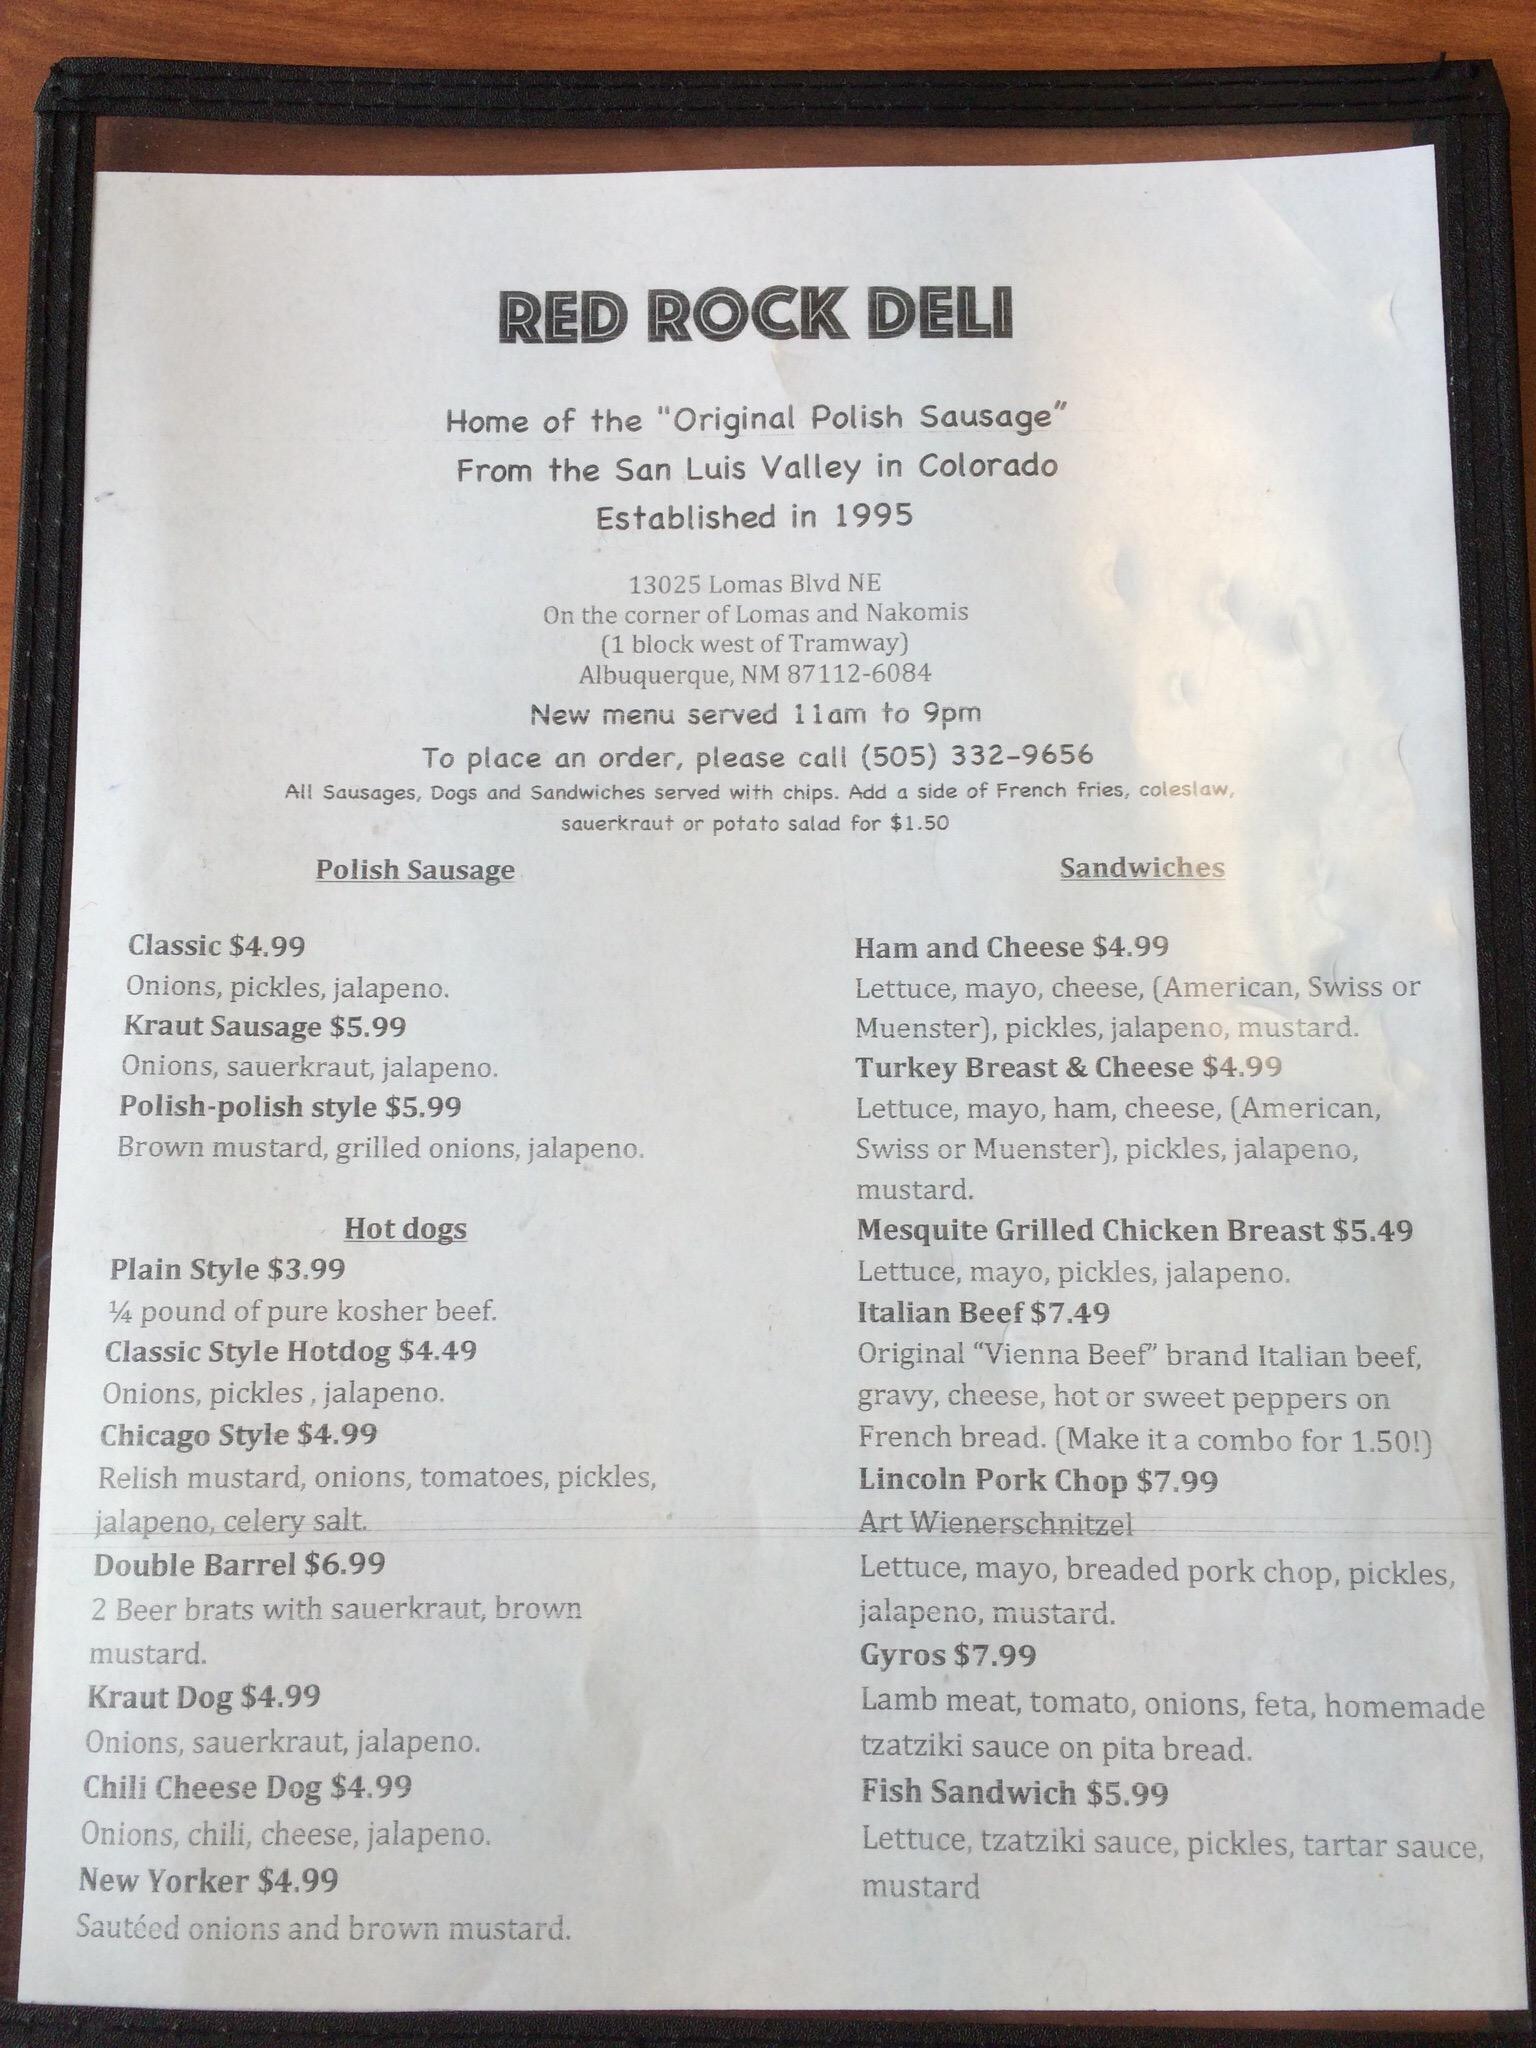 RED ROCK DELI
Home of the "Original Polish Sausage"
From the San Luis Valley in Colorado
Established in 1995
13025 Lomas Blvd NE
On the corner of Lomas and Nakomis
(1 block west of Tramway)
Albuquerque, NM 87112-6084
New menu served 11am to 9pm
To place an order, please call (505) 332-9656
All Sausages, Dogs and Sandwiches served with chips. Add a side of French fries, coleslaw,
sauerkraut or potato salad for $1.50
Polish Sausage
Classic $4.99
Onions, pickles, jalapeno.
Kraut Sausage $5.99
Onions, sauerkraut, jalapeno.
Polish-polish style $5.99
Brown mustard, grilled onions, jalapeno.
Hot dogs
Plain Style $3.99
¼ pound of pure kosher beef.
Classic Style Hotdog $4.49
Onions, pickles , jalapeno.
Chicago Style $4.99
Relish mustard, onions, tomatoes, pickles,
jalapeno, celery salt.
Double Barrel $6.99
2 Beer brats with sauerkraut, brown
mustard.
Kraut Dog $4.99
Onions, sauerkraut, jalapeno.
Chili Cheese Dog $4.99
Onions, chili, cheese, jalapeno.
New Yorker $4.99
Sautéed onions and brown mustard.
Sandwiches
Ham and Cheese $4.99
Lettuce, mayo, cheese, (American, Swiss or
Muenster), pickles, jalapeno, mustard.
Turkey Breast & Cheese $4.99
Lettuce, mayo, ham, cheese, (American,
Swiss or Muenster), pickles, jalapeno,
mustard.
Mesquite Grilled Chicken Breast $5.49
Lettuce, mayo, pickles, jalapeno.
Italian Beef $7.49
Original “Vienna Beef” brand Italian beef,
gravy, cheese, hot or sweet peppers on
French bread. (Make it a combo for 1.50!)
Lincoln Pork Chop $7.99
Art Wienerschnitzel
Lettuce, mayo, breaded pork chop, pickles,
jalapeno, mustard.
Gyros $7.99
Lamb meat, tomato, onions, feta, homemade
tzatziki sauce on pita bread.
Fish Sandwich $5.99
Lettuce, tzatziki sauce, pickles, tartar sauce,
mustard